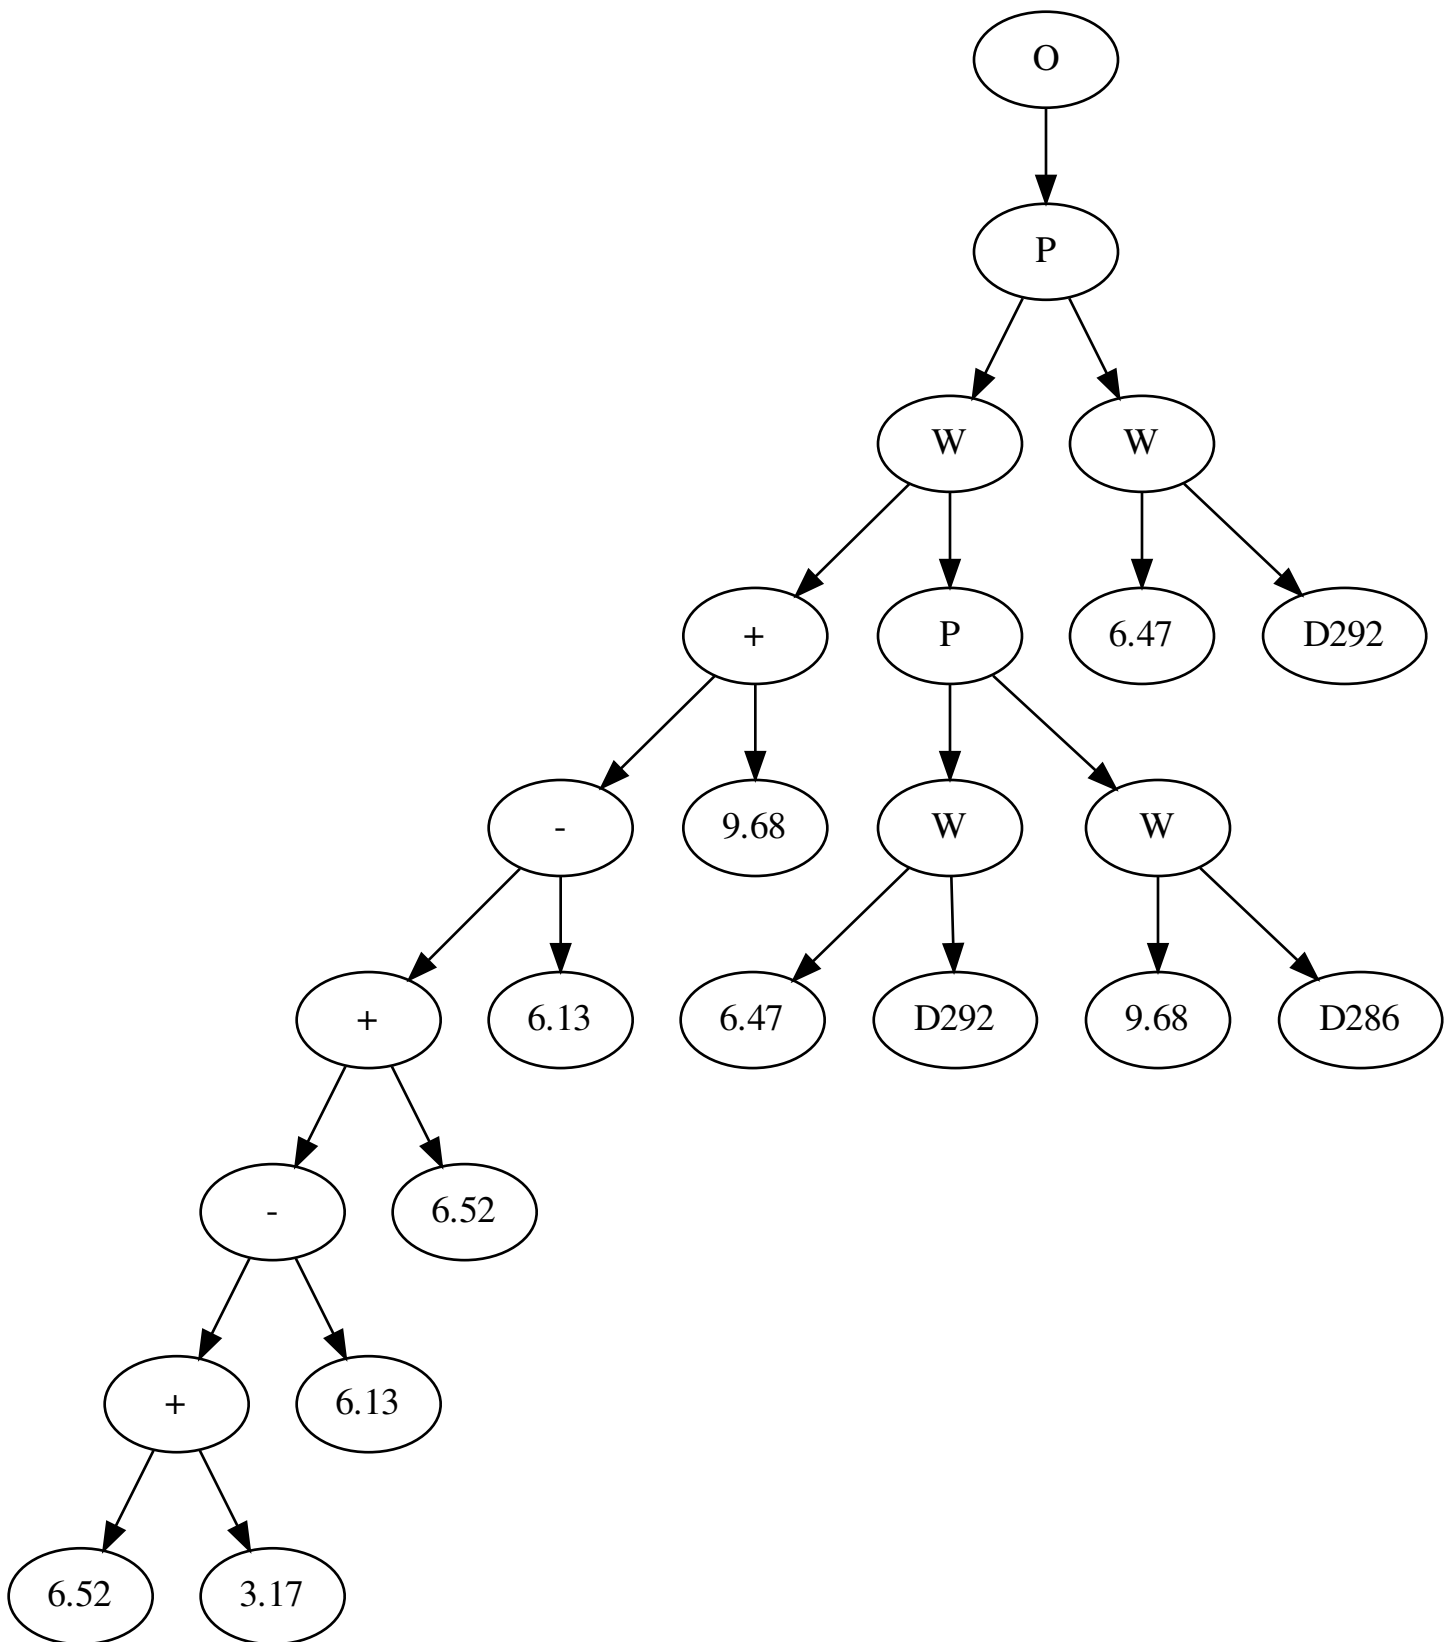 O
P
W W
+ P 6.47 D292
- 9.68 W W
+ 6.13 6.47 D292 9.68 D286
- 6.52
+ 6.13
6.52 3.17